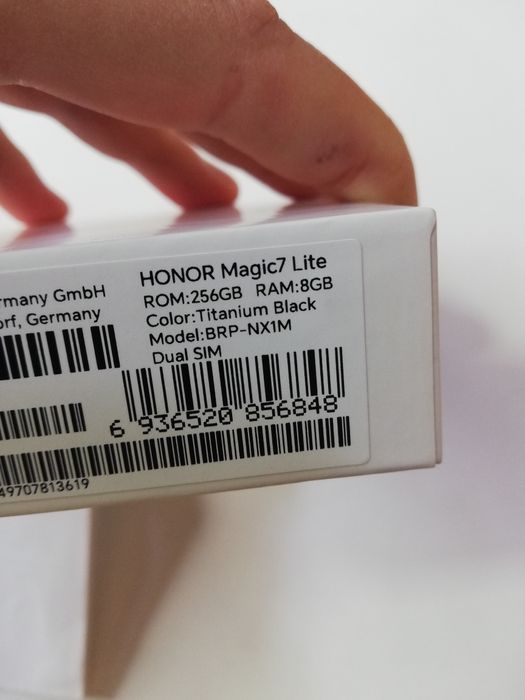 HONOR Magic7 Lite
ROM:256GB RAM:8GB
Color:Titanium Black
Model:BRP-NX1M
Dual SIM
6 936520 856848
rmany GmbH
orf, Germany
49707813619